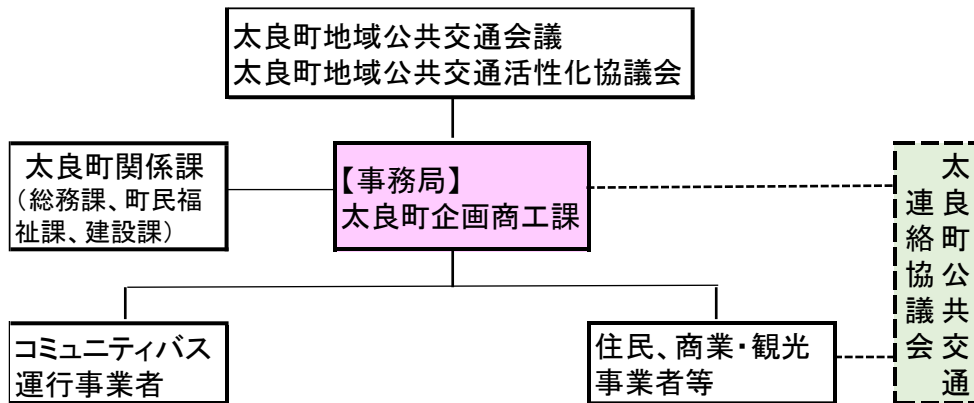 太良町地域公共交通会議
太良町地域公共交通活性化協議会
太良町関係課
（総務課、町民福
祉課、建設課）
【事務局】
太良町企画商工課
太良町公共交通
連絡協議会
コミュニティバス
運行事業者
住民、商業・観光
事業者等